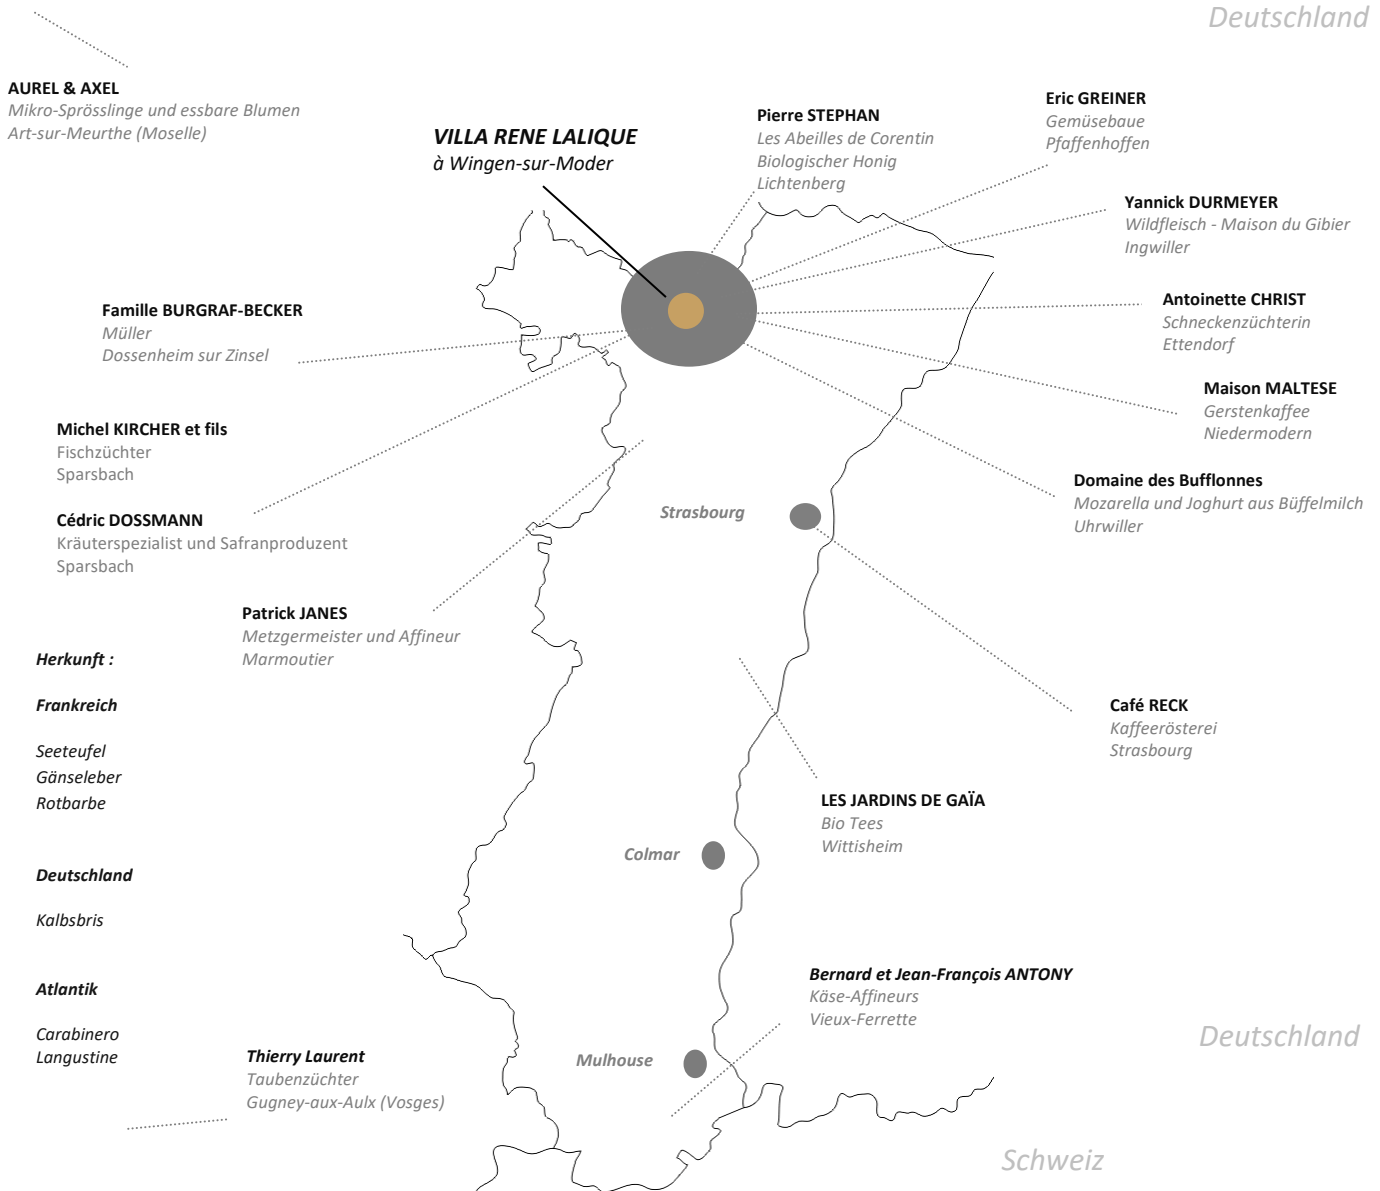 Deutschland
AUREL & AXEL
Mikro-Sprösslinge und essbare Blumen
Art-sur-Meurthe (Moselle)
VILLA RENE LALIQUE
à Wingen-sur-Moder
Pierre STEPHAN
Les Abeilles de Corentin
Biologischer Honig
Lichtenberg
Eric GREINER
Gemüsebaue
Pfaffenhoffen
Yannick DURMEYER
Wildfleisch - Maison du Gibier
Ingwiller
Famille BURGRAF-BECKER
Müller
Dossenheim sur Zinsel
Antoinette CHRIST
Schneckenzüchterin
Ettendorf
Maison MALTESE
Gerstenkaffee
Niedermodern
Michel KIRCHER et fils
Fischzüchter
Sparsbach
Domaine des Bufflonnes
Mozarella und Joghurt aus Büffelmilch
Uhrwiller
Cédric DOSSMANN
Kräuterspezialist und Safranproduzent
Sparsbach
Strasbourg
Patrick JANES
Metzgermeister und Affineur
Marmoutier
Herkunft :
Frankreich
Seeteufel
Gänseleber
Rotbarbe
Café RECK
Kaffeerösterei
Strasbourg
LES JARDINS DE GAÏA
Bio Tees
Wittisheim
Colmar
Deutschland
Kalbsbris
Bernard et Jean-François ANTONY
Käse-Affineurs
Vieux-Ferrette
Atlantik
Carabinero
Langustine
Thierry Laurent
Taubenzüchter
Gugney-aux-Aulx (Vosges)
Mulhouse
Deutschland
Schweiz